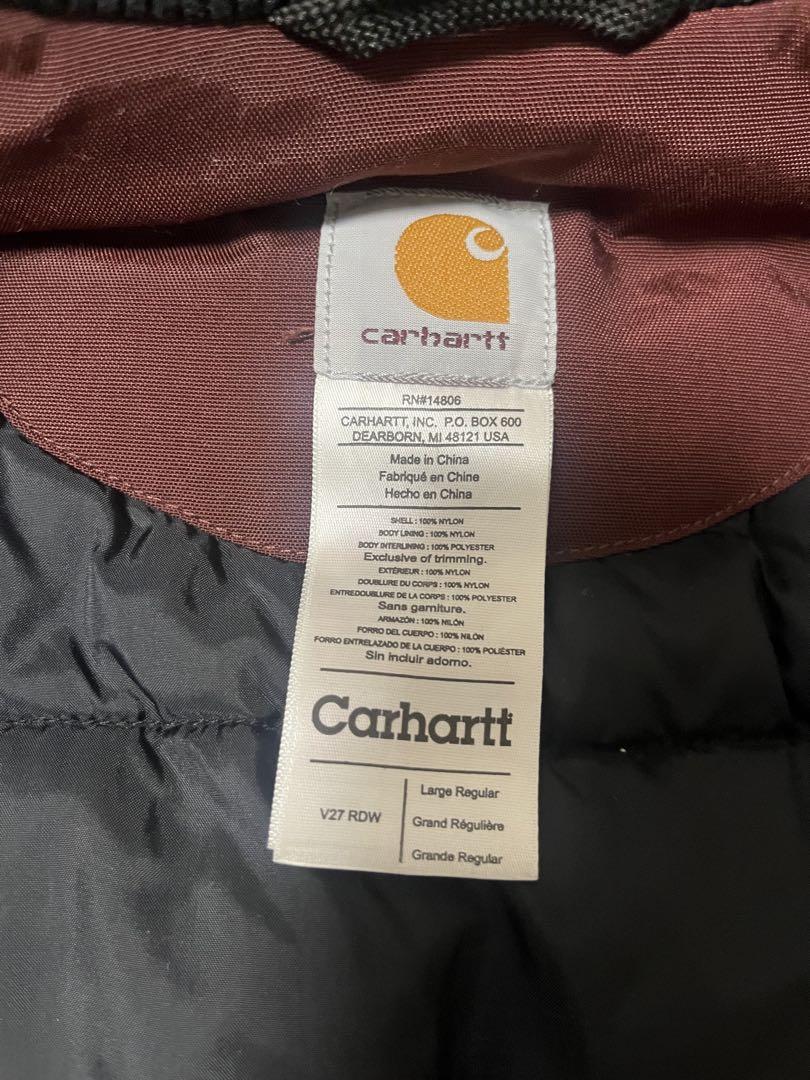 carhartt
RN#14806
CARHARTT, INC. P.O. BOX 600
DEARBORN, MI 48121 USA
Made in China
Fabriqué en Chine
Hecho en China
SHELL : 100% NYLON
BODY LINING : 100% NYLON
BODY INTERLINING : 100% POLYESTER
Exclusive of trimming.
EXTÉRIEUR : 100% NYLON
DOUBLURE DU CORPS : 100% NYLON
ENTREDOUBLURE DE LA CORPS : 100% POLYESTER
Sans garniture.
ARMAZÓN : 100% NILÓN
FORRO DEL CUERPO : 100% NILÓN
FORRO ENTRELAZADO DE LA CUERPO : 100% POLIÉSTER
Sin incluir adorno.
Carhartt
V27 RDW
Large Regular
Grand Régulière
Grande Regular